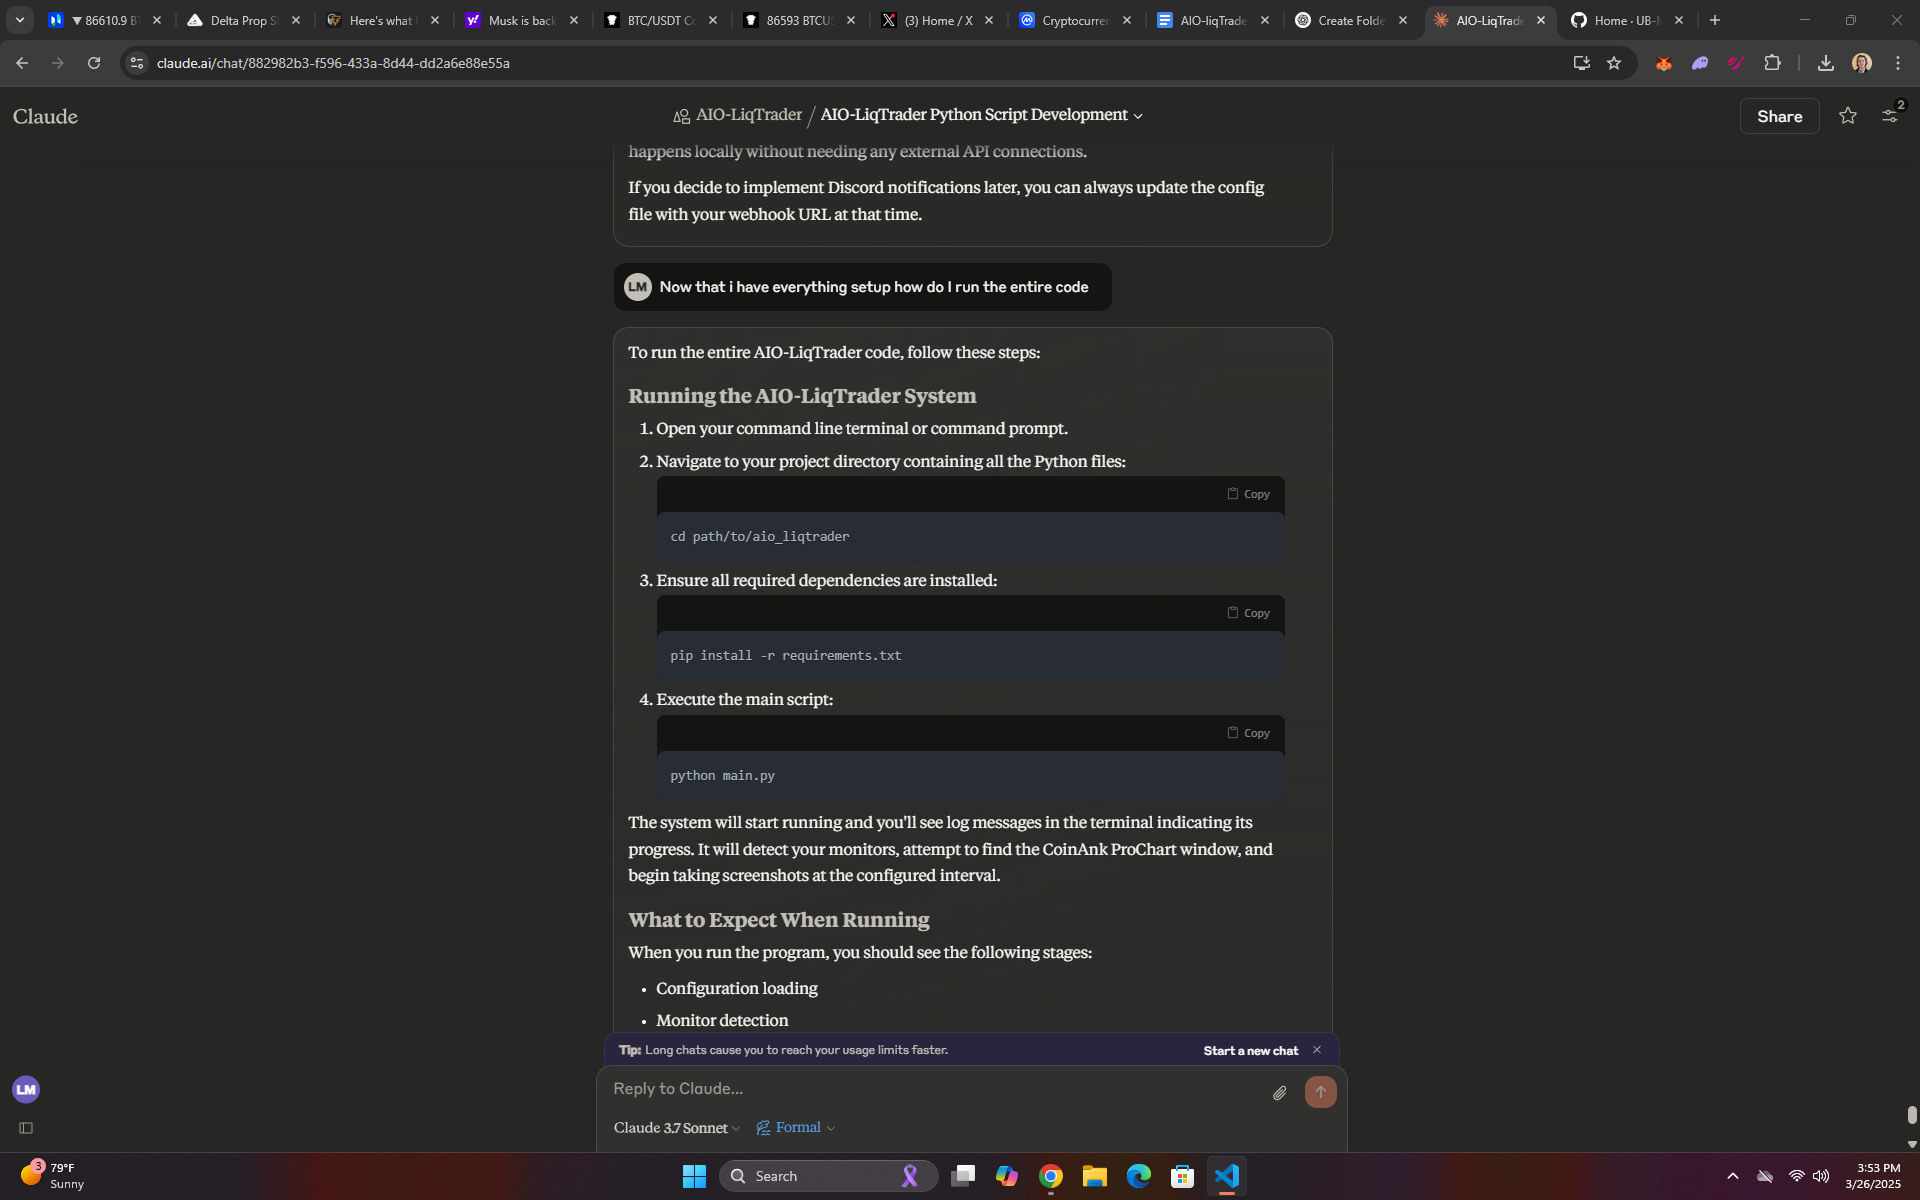 ▼ 86610.9 B
Delta Prop S
Here's what
Musk is back
BTC/USDT Co
86593 BTCUS
(3) Home / X
Cryptocurren
AIO-liqTrade
Create Folde
AIO-LiqTrade
Home · UB-M
claude.ai/chat/882982b3-f596-433a-8d44-dd2a6e88e55a
Claude
AIO-LiqTrader / AIO-LiqTrader Python Script Development
Share
2
happens locally without needing any external API connections.
If you decide to implement Discord notifications later, you can always update the config
file with your webhook URL at that time.
LM Now that i have everything setup how do I run the entire code
To run the entire AIO-LiqTrader code, follow these steps:
Running the AIO-LiqTrader System
1. Open your command line terminal or command prompt.
2. Navigate to your project directory containing all the Python files:
Copy
cd path/to/aio_liqtrader
3. Ensure all required dependencies are installed:
Copy
pip install -r requirements.txt
4. Execute the main script:
Copy
python main.py
The system will start running and you'll see log messages in the terminal indicating its
progress. It will detect your monitors, attempt to find the CoinAnk ProChart window, and
begin taking screenshots at the configured interval.
What to Expect When Running
When you run the program, you should see the following stages:
• Configuration loading
• Monitor detection
Tip: Long chats cause you to reach your usage limits faster.
Start a new chat
LM
Reply to Claude...
Claude 3.7 Sonnet
Formal
3
79°F
Sunny
Search
3:53 PM
3/26/2025